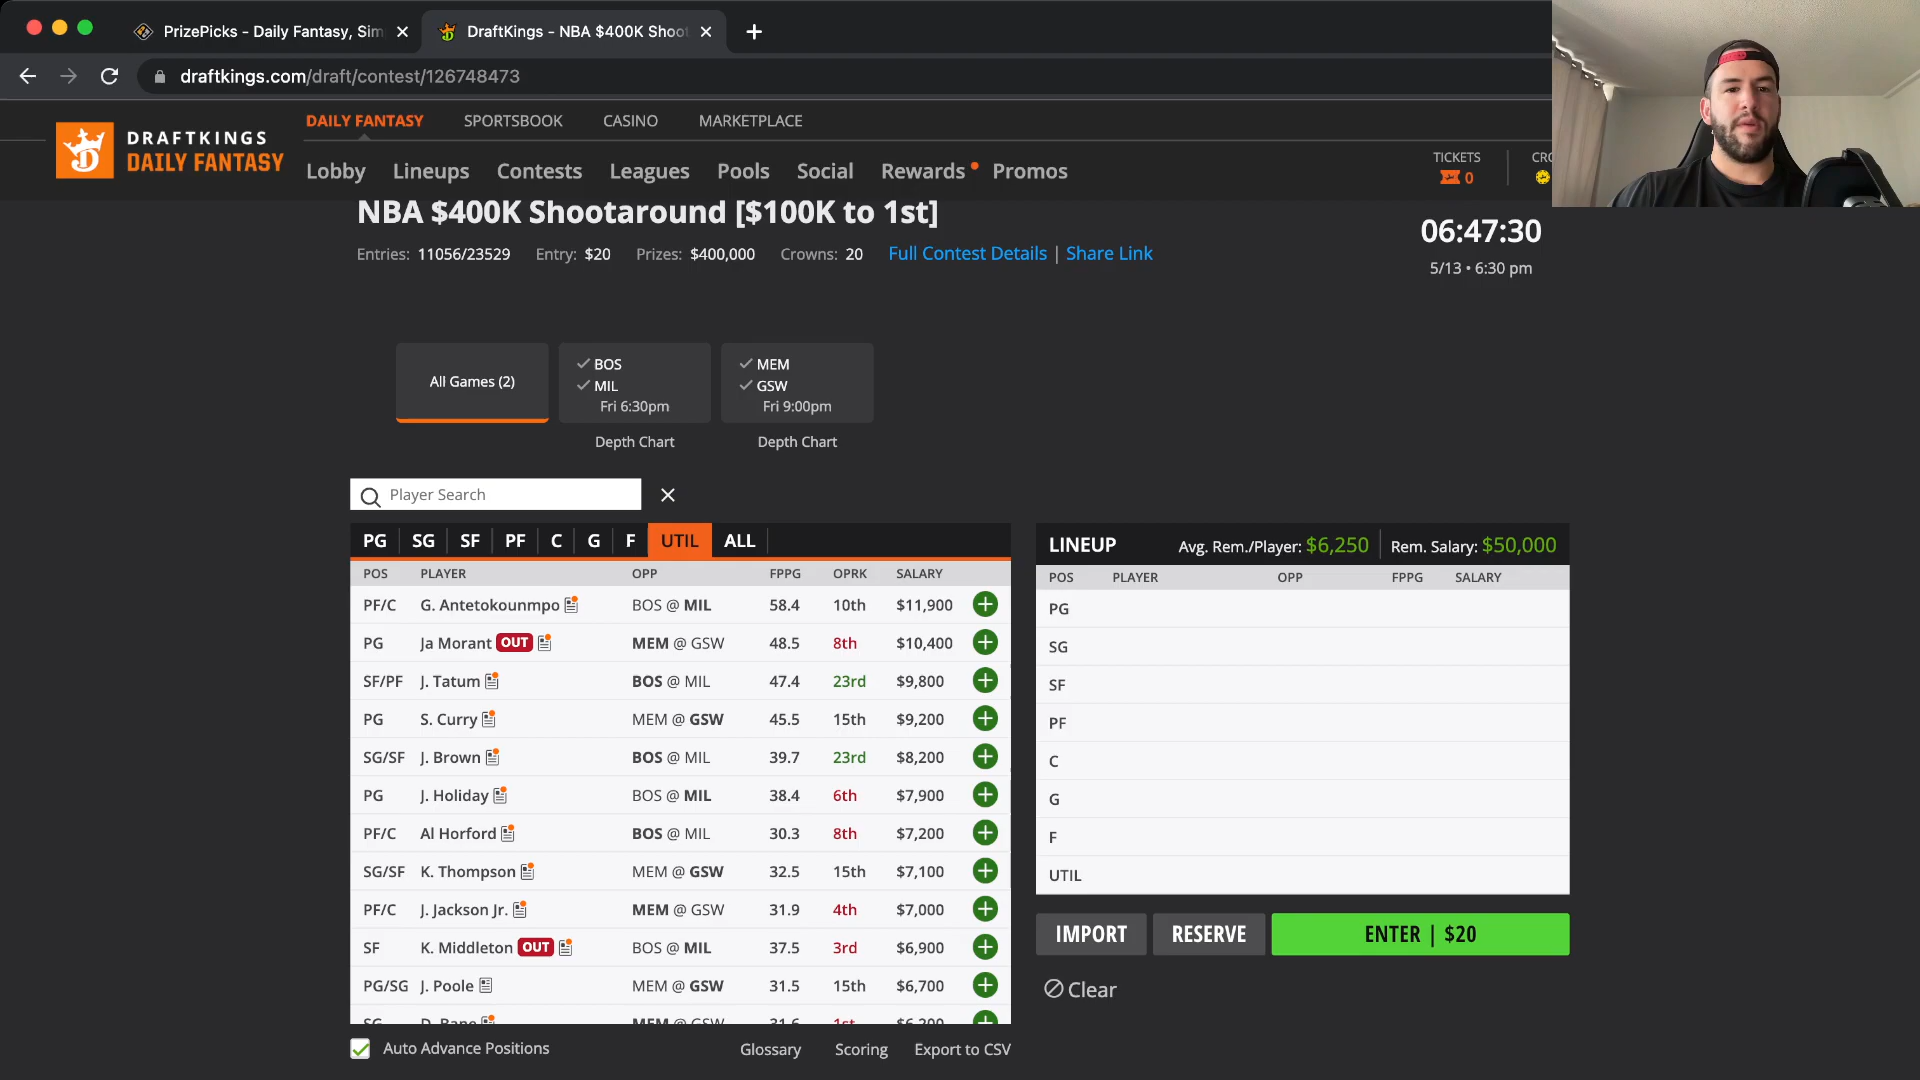 PrizePicks - Daily Fantasy, Sim
DraftKings - NBA $400K Shoot
draftkings.com/draft/contest/126748473
DRAFTKINGS
DAILY FANTASY
DAILY FANTASY SPORTSBOOK CASINO MARKETPLACE
Lobby Lineups Contests Leagues Pools Social Rewards Promos
TICKETS
0
CRO
NBA $400K Shootaround [$100K to 1st]
Entries: 11056/23529 Entry: $20 Prizes: $400,000 Crowns: 20 Full Contest Details | Share Link
06:47:30
5/13 • 6:30 pm
All Games (2)
BOS
MIL
Fri 6:30pm
Depth Chart
MEM
GSW
Fri 9:00pm
Depth Chart
Player Search
PG SG SF PF C G F UTIL ALL
POS PLAYER OPP FPPG OPRK SALARY
PF/C G. Antetokounmpo BOS @ MIL 58.4 10th $11,900
PG Ja Morant OUT MEM @ GSW 48.5 8th $10,400
SF/PF J. Tatum BOS @ MIL 47.4 23rd $9,800
PG S. Curry MEM @ GSW 45.5 15th $9,200
SG/SF J. Brown BOS @ MIL 39.7 23rd $8,200
PG J. Holiday BOS @ MIL 38.4 6th $7,900
PF/C Al Horford BOS @ MIL 30.3 8th $7,200
SG/SF K. Thompson MEM @ GSW 32.5 15th $7,100
PF/C J. Jackson Jr. MEM @ GSW 31.9 4th $7,000
SF K. Middleton OUT BOS @ MIL 37.5 3rd $6,900
PG/SG J. Poole MEM @ GSW 31.5 15th $6,700
SG D. Bane MEM @ GSW 31.6 1st $6,200
Auto Advance Positions
Glossary Scoring Export to CSV
LINEUP Avg. Rem./Player: $6,250 Rem. Salary: $50,000
POS PLAYER OPP FPPG SALARY
PG
SG
SF
PF
C
G
F
UTIL
IMPORT RESERVE ENTER | $20
Clear